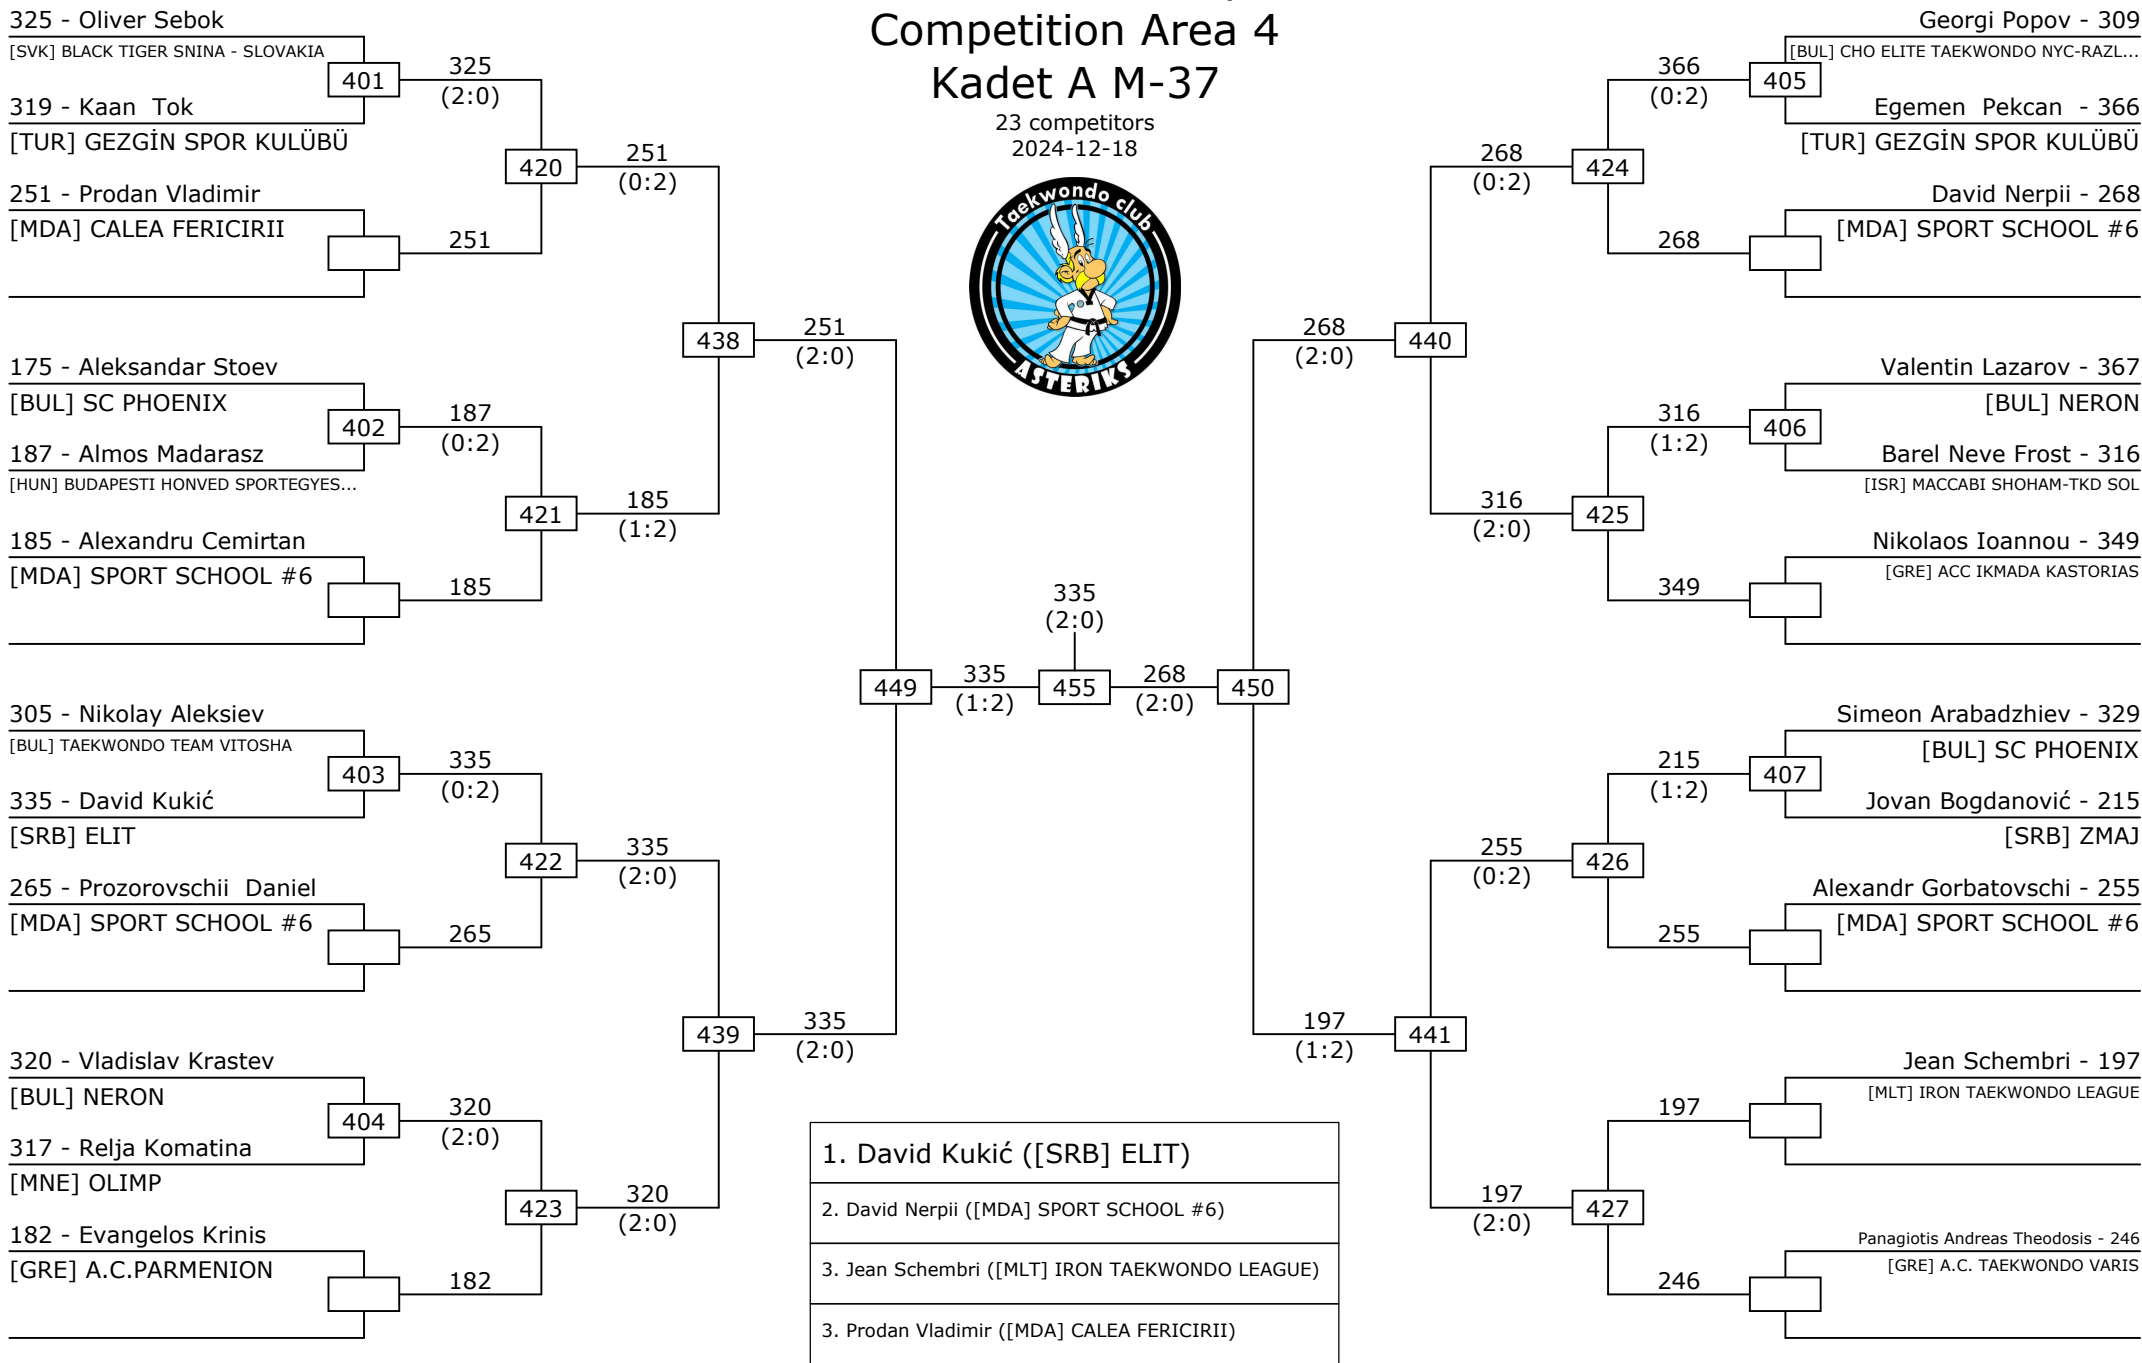 Competition Area 4
Kadet A M-37
23 competitors
2024-12-18
Taekwondo club
ASTERIKS
325 - Oliver Sebok
[SVK] BLACK TIGER SNINA - SLOVAKIA
401
325
(2:0)
319 - Kaan Tok
[TUR] GEZGİN SPOR KULÜBÜ
420
251
(0:2)
251 - Prodan Vladimir
[MDA] CALEA FERICIRII
251
438
251
(2:0)
175 - Aleksandar Stoev
[BUL] SC PHOENIX
402
187
(0:2)
187 - Almos Madarasz
[HUN] BUDAPESTI HONVED SPORTEGYES...
421
185
(1:2)
185 - Alexandru Cemirtan
[MDA] SPORT SCHOOL #6
185
449
335
(1:2)
305 - Nikolay Aleksiev
[BUL] TAEKWONDO TEAM VITOSHA
403
335
(0:2)
335 - David Kukić
[SRB] ELIT
422
335
(2:0)
265 - Prozorovschii Daniel
[MDA] SPORT SCHOOL #6
265
439
335
(2:0)
320 - Vladislav Krastev
[BUL] NERON
404
320
(2:0)
317 - Relja Komatina
[MNE] OLIMP
423
320
(2:0)
182 - Evangelos Krinis
[GRE] A.C.PARMENION
182
335
(2:0)
455
Georgi Popov - 309
[BUL] CHO ELITE TAEKWONDO NYC-RAZL...
366
(0:2)
405
Egemen Pekcan - 366
[TUR] GEZGİN SPOR KULÜBÜ
268
(0:2)
424
David Nerpii - 268
[MDA] SPORT SCHOOL #6
268
268
(2:0)
440
Valentin Lazarov - 367
[BUL] NERON
316
(1:2)
406
Barel Neve Frost - 316
[ISR] MACCABI SHOHAM-TKD SOL
316
(2:0)
425
Nikolaos Ioannou - 349
[GRE] ACC IKMADA KASTORIAS
349
268
(2:0)
450
Simeon Arabadzhiev - 329
[BUL] SC PHOENIX
215
(1:2)
407
Jovan Bogdanović - 215
[SRB] ZMAJ
255
(0:2)
426
Alexandr Gorbatovschi - 255
[MDA] SPORT SCHOOL #6
255
197
(1:2)
441
Jean Schembri - 197
[MLT] IRON TAEKWONDO LEAGUE
197
197
(2:0)
427
Panagiotis Andreas Theodosis - 246
[GRE] A.C. TAEKWONDO VARIS
246
1. David Kukić ([SRB] ELIT)
2. David Nerpii ([MDA] SPORT SCHOOL #6)
3. Jean Schembri ([MLT] IRON TAEKWONDO LEAGUE)
3. Prodan Vladimir ([MDA] CALEA FERICIRII)